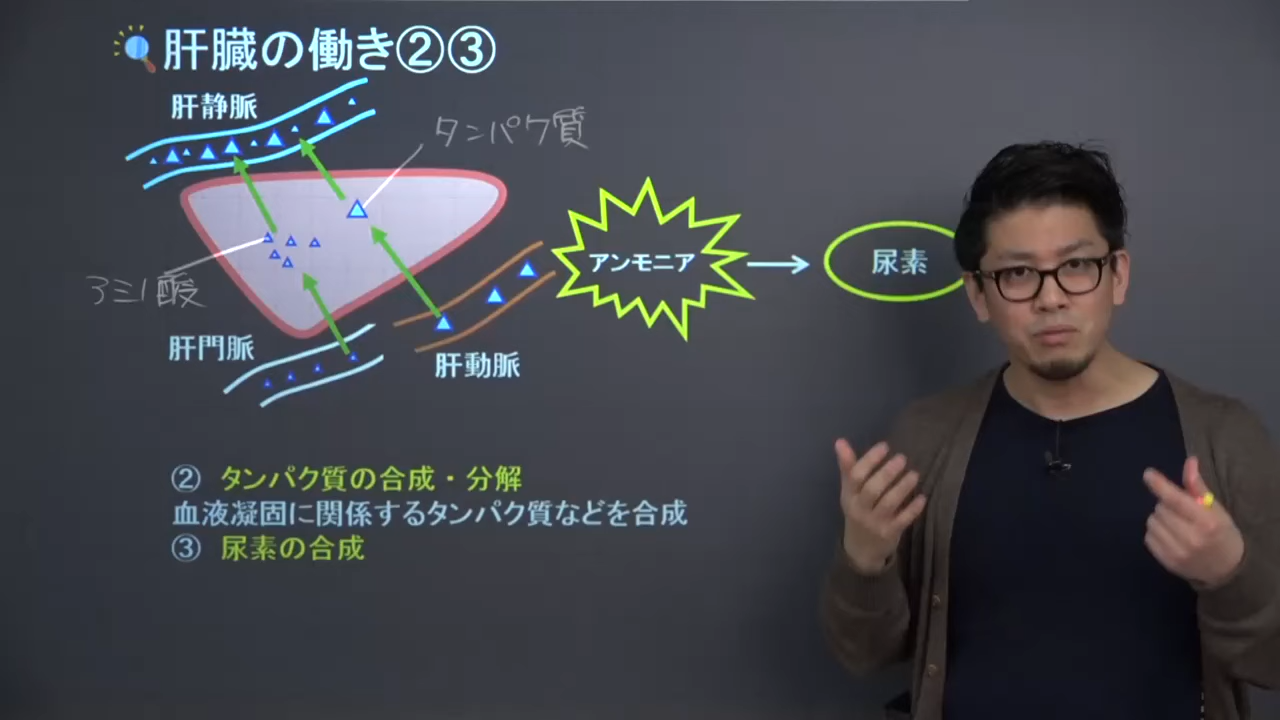 肝臓の働き②③
肝静脈
タンパク質
アンモニア
尿素
アミノ酸
肝門脈
肝動脈
② タンパク質の合成・分解
血液凝固に関係するタンパク質などを合成
③ 尿素の合成